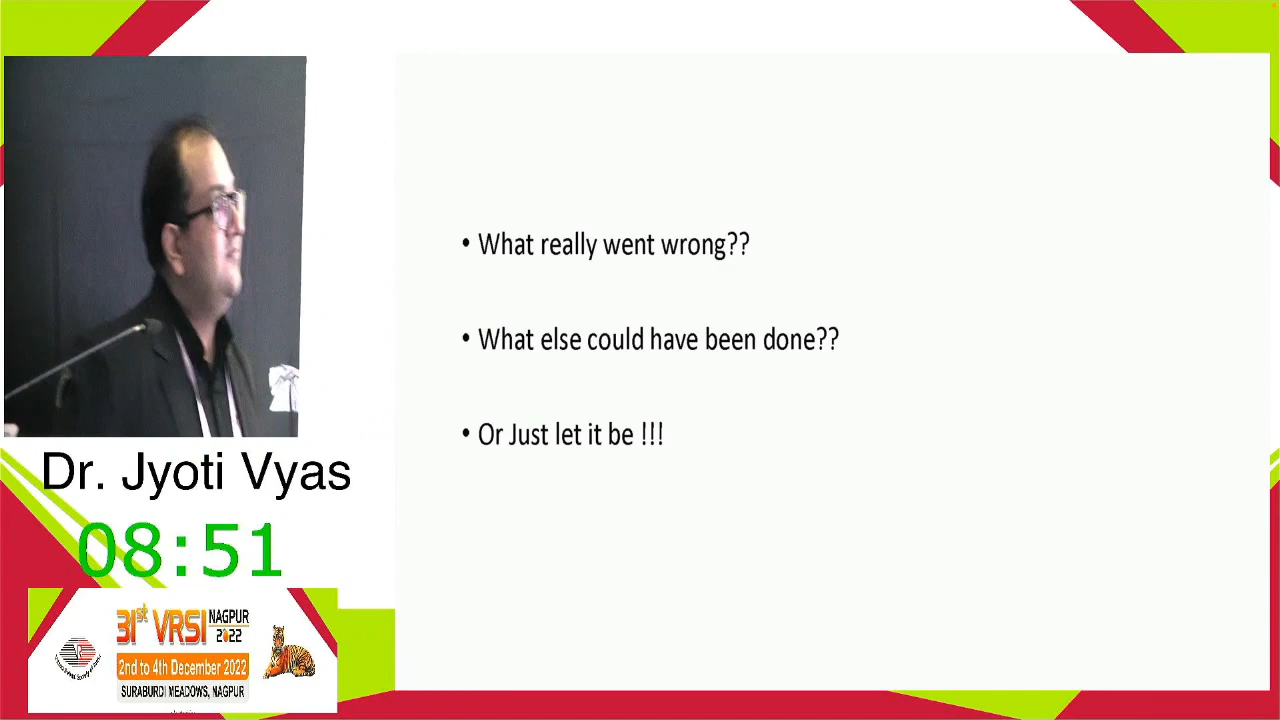 • What really went wrong??
• What else could have been done??
• Or Just let it be !!!
Dr. Jyoti Vyas
08:51
31st VRSI NAGPUR 2022
2nd to 4th December 2022
SURABURDI MEADOWS, NAGPUR